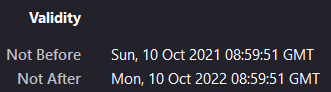 Validity
Not Before Sun, 10 Oct 2021 08:59:51 GMT
Not After Mon, 10 Oct 2022 08:59:51 GMT